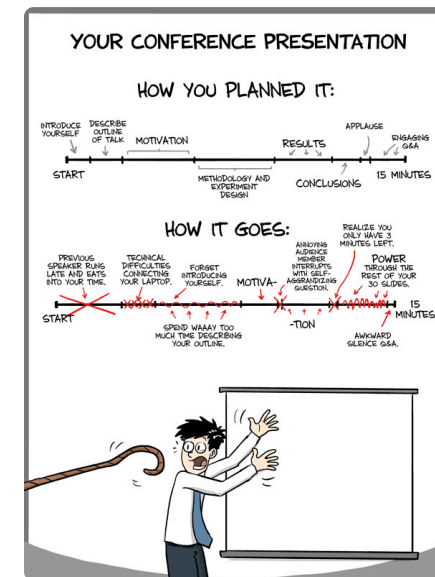 YOUR CONFERENCE PRESENTATION
HOW YOU PLANNED IT:
INTRODUCE
YOURSELF
DESCRIBE
OUTLINE
OF TALK
MOTIVATION
RESULTS
APPLAUSE
ENGAGING
Q&A
START
METHODOLOGY AND
EXPERIMENT
DESIGN
CONCLUSIONS
15 MINUTES
HOW IT GOES:
PREVIOUS
SPEAKER RUNS
LATE AND EATS
INTO YOUR TIME.
TECHNICAL
DIFFICULTIES
CONNECTING
YOUR LAPTOP.
FORGET
INTRODUCING
YOURSELF.
MOTIVA-
ANNOYING
AUDIENCE
MEMBER
INTERRUPTS
WITH SELF-
AGGRANDIZING
QUESTION.
REALIZE YOU
ONLY HAVE 3
MINUTES LEFT.
POWER
THROUGH THE
REST OF YOUR
30 SLIDES.
START
SPEND WAAAY TOO
MUCH TIME DESCRIBING
YOUR OUTLINE.
-TION
AWKWARD
SILENCE Q&A.
15
MINUTES